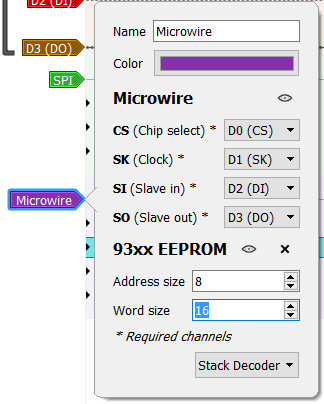 D2 (DI)
D3 (DO)
SPI
Microwire
Name Microwire
Color
Microwire
CS (Chip select) * D0 (CS)
SK (Clock) * D1 (SK)
SI (Slave in) * D2 (DI)
SO (Slave out) * D3 (DO)
93xx EEPROM
Address size 8
Word size 16
* Required channels
Stack Decoder